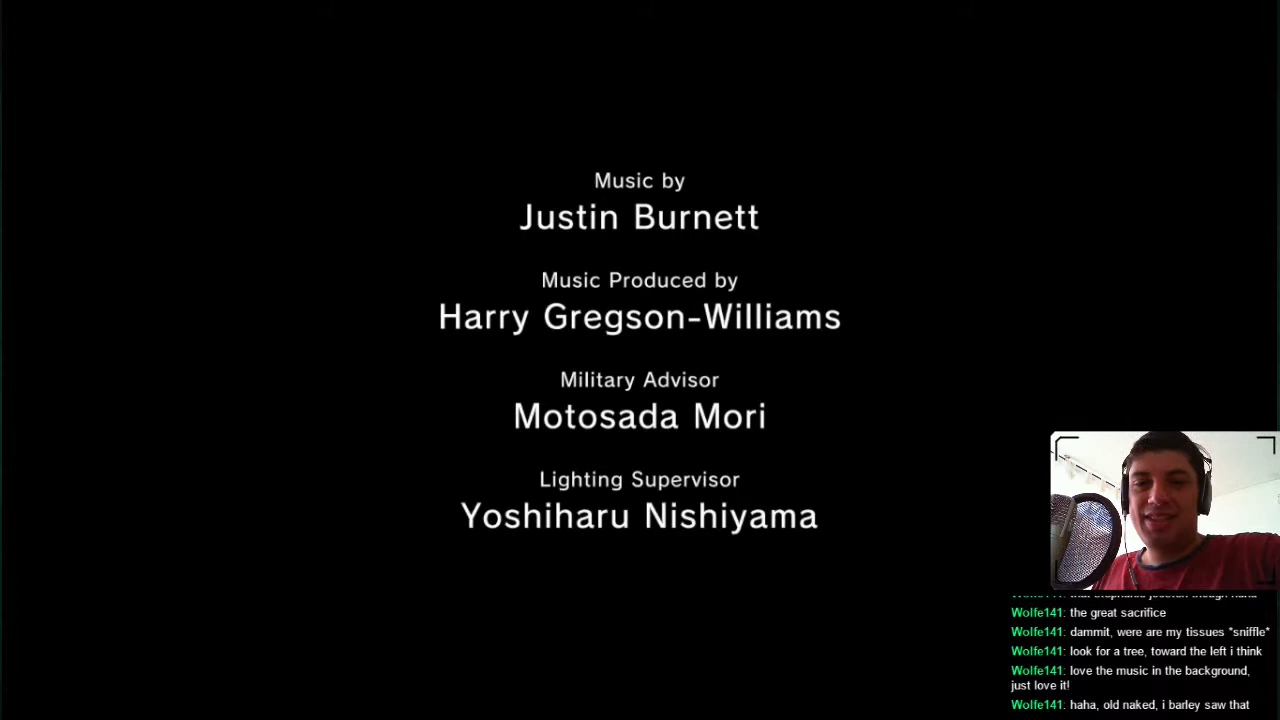 Music by
Justin Burnett
Music Produced by
Harry Gregson-Williams
Military Advisor
Motosada Mori
Lighting Supervisor
Yoshiharu Nishiyama
Wolfe141: the great sacrifice
Wolfe141: dammit, were are my tissues *sniffle*
Wolfe141: look for a tree, toward the left i think
Wolfe141: love the music in the background,
just love it!
Wolfe141: haha, old naked, i barley saw that